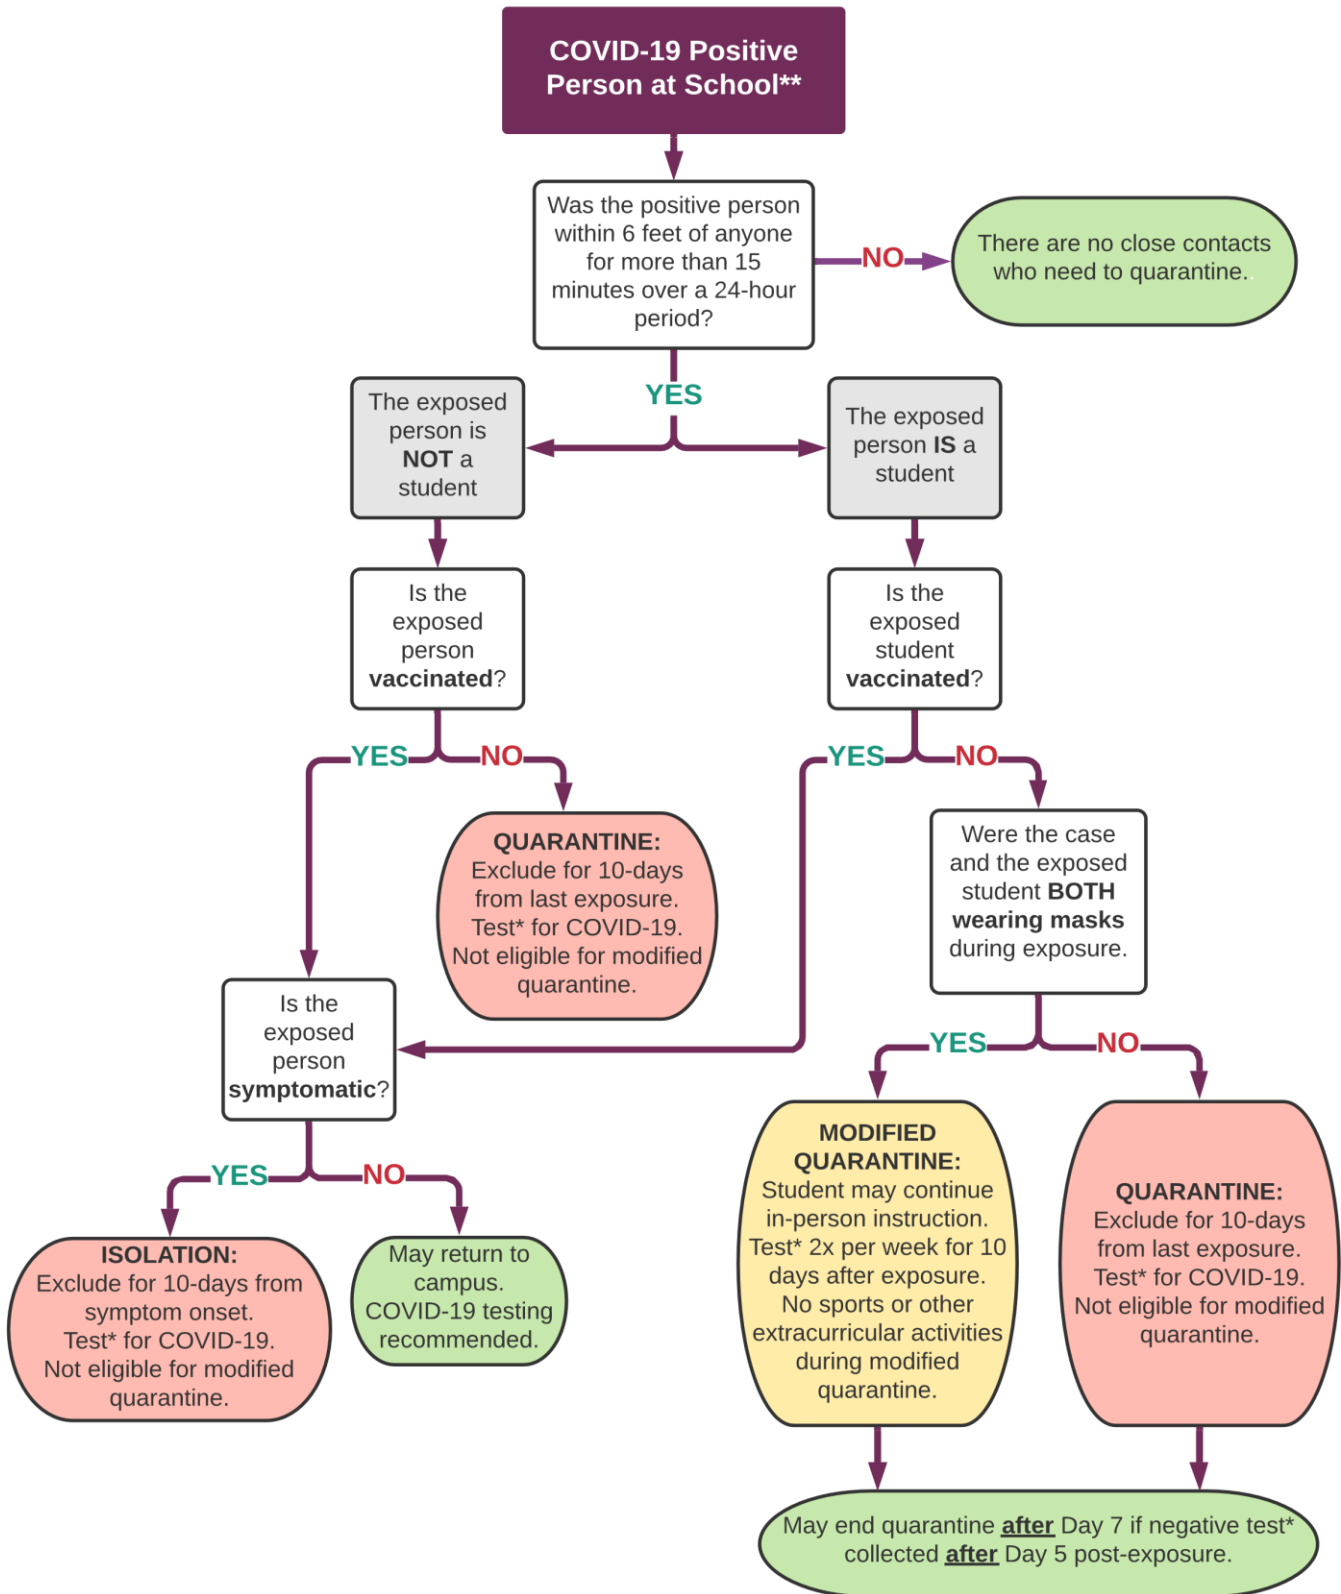 COVID-19 Positive
Person at School**
Was the positive person
within 6 feet of anyone
for more than 15
minutes over a 24-hour
period?
NO
There are no close contacts
who need to quarantine.
YES
The exposed
person is
NOT a
student
The exposed
person IS a
student
Is the
exposed
person
vaccinated?
Is the
exposed
student
vaccinated?
YES
NO
YES
NO
QUARANTINE:
Exclude for 10-days
from last exposure.
Test* for COVID-19.
Not eligible for modified
quarantine.
Were the case
and the exposed
student BOTH
wearing masks
during exposure.
Is the
exposed
person
symptomatic?
YES
NO
YES
NO
ISOLATION:
Exclude for 10-days from
symptom onset.
Test* for COVID-19.
Not eligible for modified
quarantine.
May return to
campus.
COVID-19 testing
recommended.
MODIFIED
QUARANTINE:
Student may continue
in-person instruction.
Test* 2x per week for 10
days after exposure.
No sports or other
extracurricular activities
during modified
quarantine.
QUARANTINE:
Exclude for 10-days
from last exposure.
Test* for COVID-19.
Not eligible for modified
quarantine.
May end quarantine after Day 7 if negative test*
collected after Day 5 post-exposure.